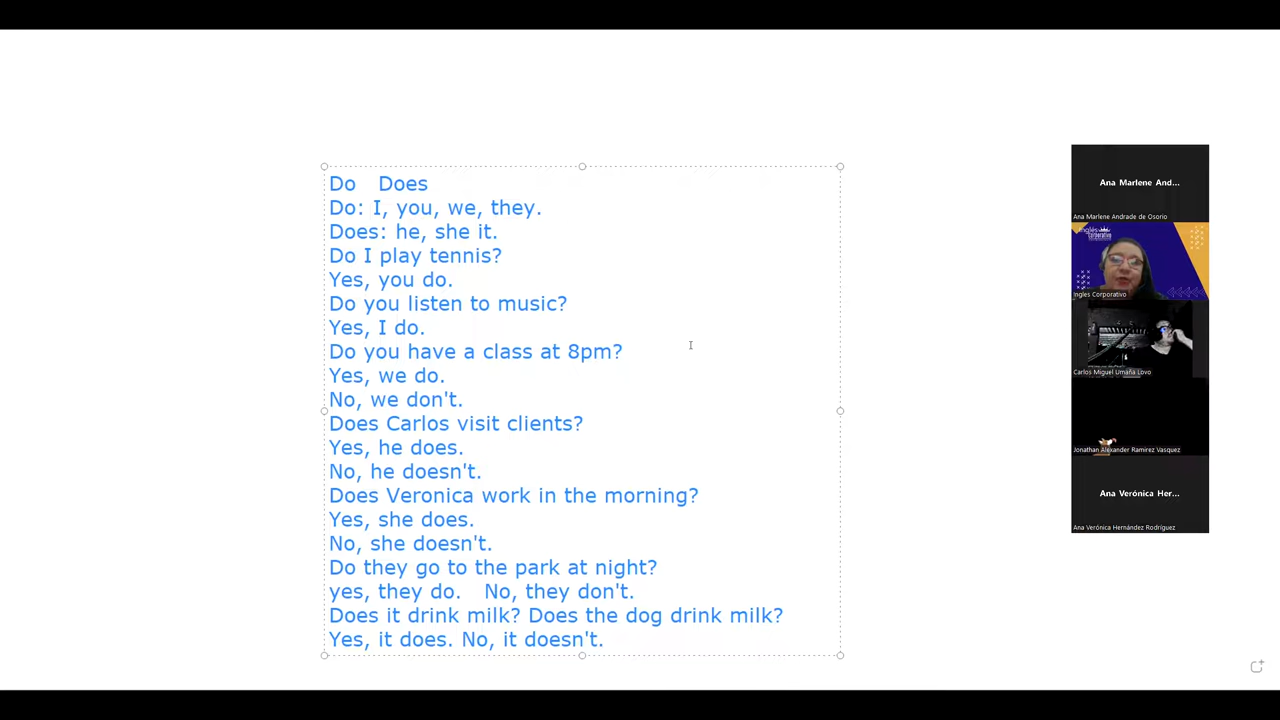 Do Does
Do: I, you, we, they.
Does: he, she it.
Do I play tennis?
Yes, you do.
Do you listen to music?
Yes, I do.
Do you have a class at 8pm?
Yes, we do.
No, we don't.
Does Carlos visit clients?
Yes, he does.
No, he doesn't.
Does Veronica work in the morning?
Yes, she does.
No, she doesn't.
Do they go to the park at night?
yes, they do. No, they don't.
Does it drink milk? Does the dog drink milk?
Yes, it does. No, it doesn't.
Ana Marlene And...
Ana Marlene Andrade de Osorio
Inglés
Corporativo
Ingles Corporativo
Carlos Miguel Umaña Lovo
Jonathan Alexander Ramirez Vasquez
Ana Verónica Her...
Ana Verónica Hernández Rodríguez